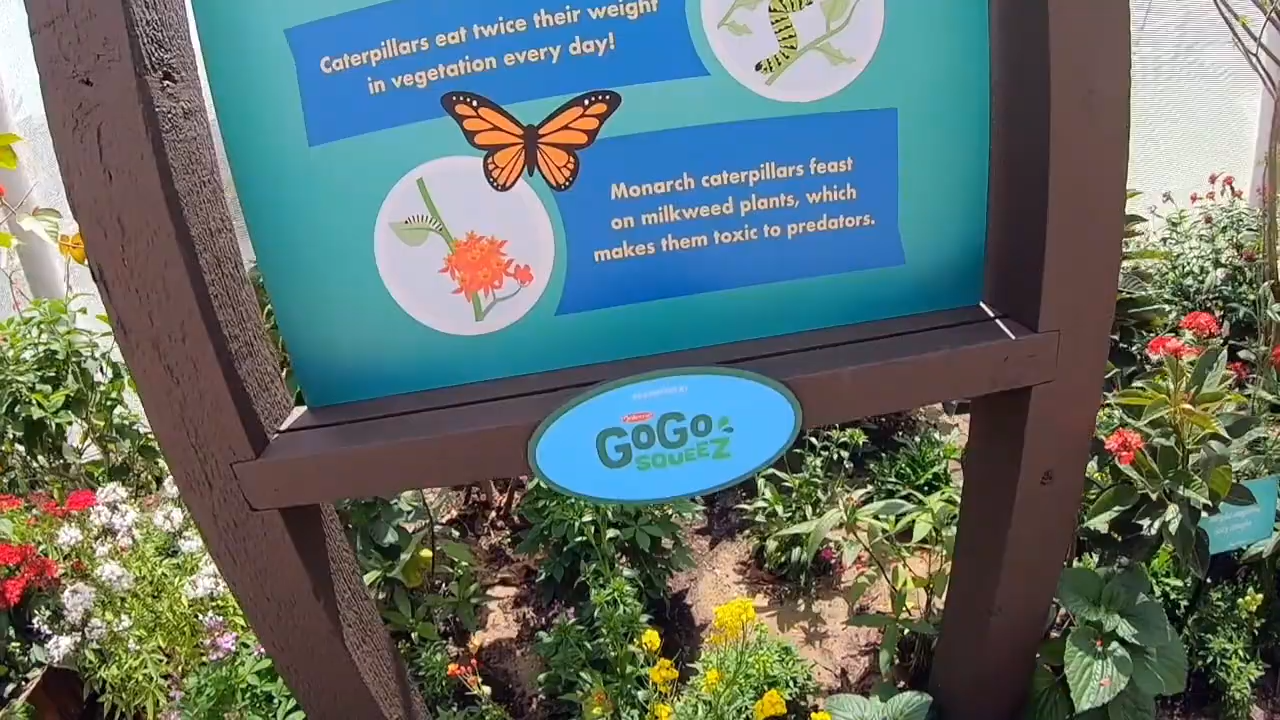 Caterpillars eat twice their weight
in vegetation every day!
Monarch caterpillars feast
on milkweed plants, which
makes them toxic to predators.
GoGo
SQUEEZ